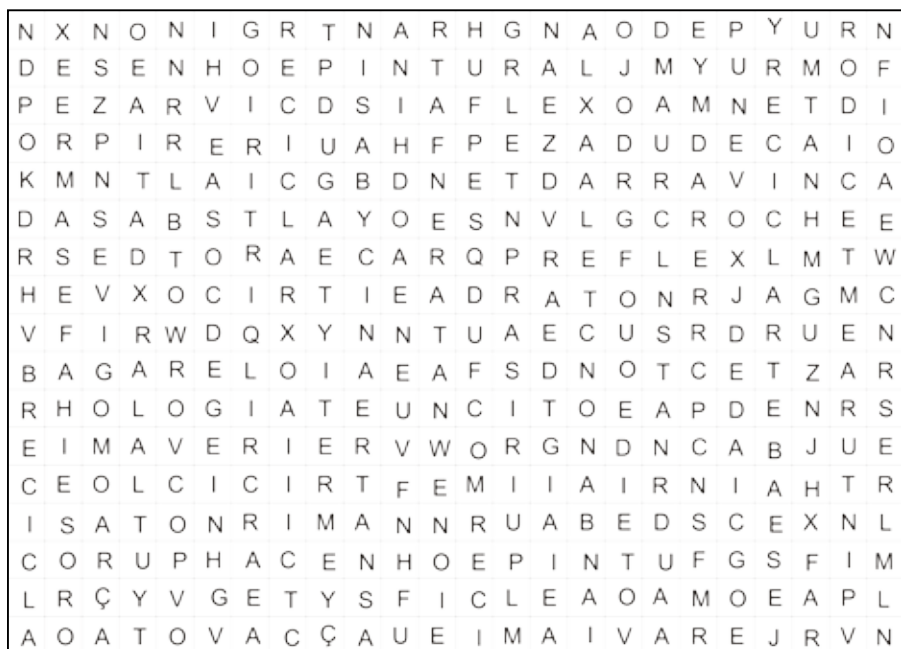 N X N O N I G R T N A R H G N A O D E P Y U R N
D E S E N H O E P I N T U R A L J M Y U R M O F
P E Z A R V I C D S I A F L E X O A M N E T D I
O R P I R E R I U A H F P E Z A D U D E C A I O
K M N T L A I C G B D N E T D A R R A V I N C A
D A S A B S T L A Y O E S N V L G C R O C H E E
R S E D T O R A E C A R Q P R E F L E X L M T W
H E V X O C I R T I E A D R A T O N R J A G M C
V F I R W D Q X Y N N T U A E C U S R D R U E N
B A G A R E L O I A E A F S D N O T C E T Z A R
R H O L O G I A T E U N C I T O E A P D E N R S
E I M A V E R I E R V W O R G N D N C A B J U E
C E O L C I C I R T F E M I I A I R N I A H T R
I S A T O N R I M A N N R U A B E D S C E X N L
C O R U P H A C E N H O E P I N T U F G S F I M
L R Ç Y V G E T Y S F I C L E A O A M O E A P L
A O A T O V A C Ç A U E I M A I V A R E J R V N